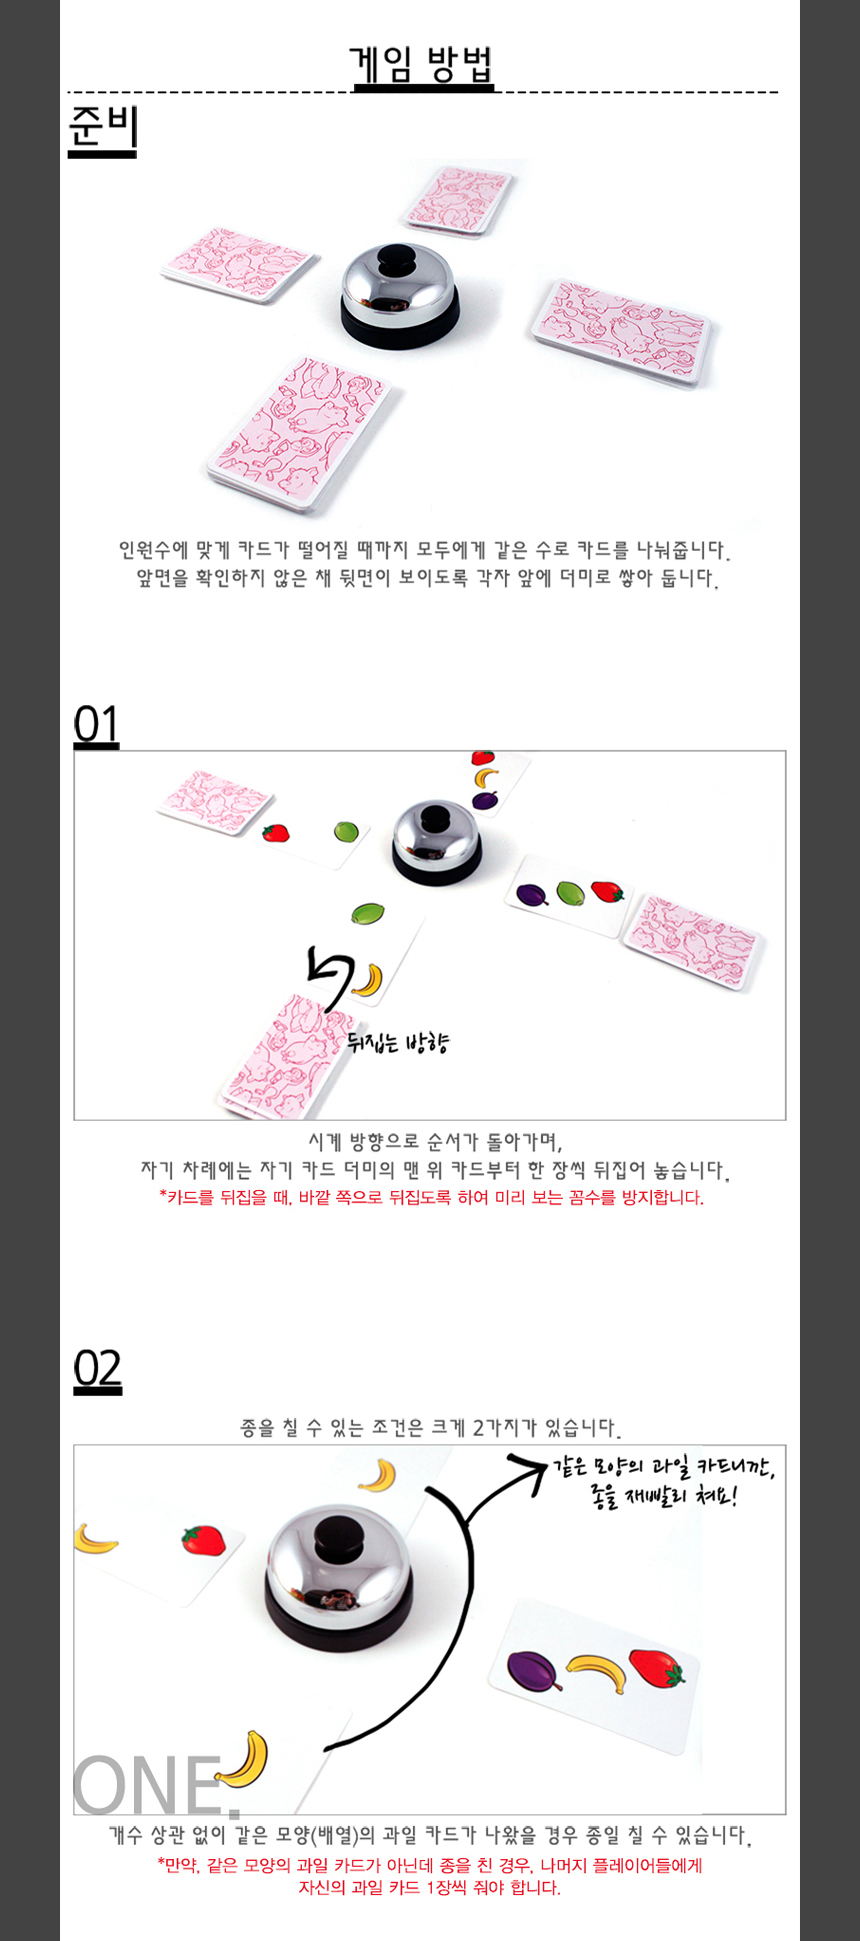 게임 방법
준비
인원수에 맞게 카드가 떨어질 때까지 모두에게 같은 수로 카드를 나눠줍니다.
앞면을 확인하지 않은 채 뒷면이 보이도록 각자 앞에 더미로 쌓아 둡니다.
01
뒤집는 방향
시계 방향으로 순서가 돌아가며,
자기 차례에는 자기 카드 더미의 맨 위 카드부터 한 장씩 뒤집어 놓습니다.
*카드를 뒤집을 때, 바깥 쪽으로 뒤집도록 하여 미리 보는 꼼수를 방지합니다.
02
종을 칠 수 있는 조건은 크게 2가지가 있습니다.
같은 모양의 과일 카드니깐,
종을 재빨리 쳐요!
ONE.
개수 상관 없이 같은 모양(배열)의 과일 카드가 나왔을 경우 종일 칠 수 있습니다.
*만약, 같은 모양의 과일 카드가 아닌데 종을 친 경우, 나머지 플레이어들에게
자신의 과일 카드 1장씩 줘야 합니다.